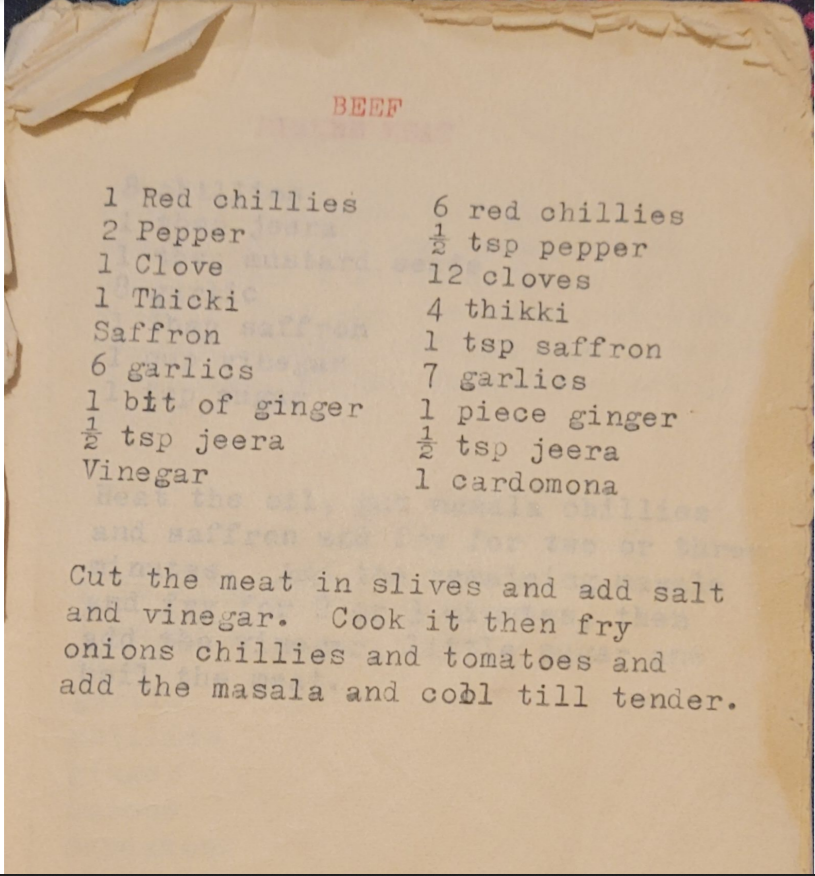 BEEF
1 Red chillies
2 Pepper
1 Clove
1 Thicki
Saffron
6 garlics
1 bit of ginger
½ tsp jeera
Vinegar
6 red chillies
½ tsp pepper
12 cloves
4 thikki
1 tsp saffron
7 garlics
1 piece ginger
½ tsp jeera
1 cardomona
Cut the meat in slives and add salt
and vinegar. Cook it then fry
onions chillies and tomatoes and
add the masala and cobl till tender.